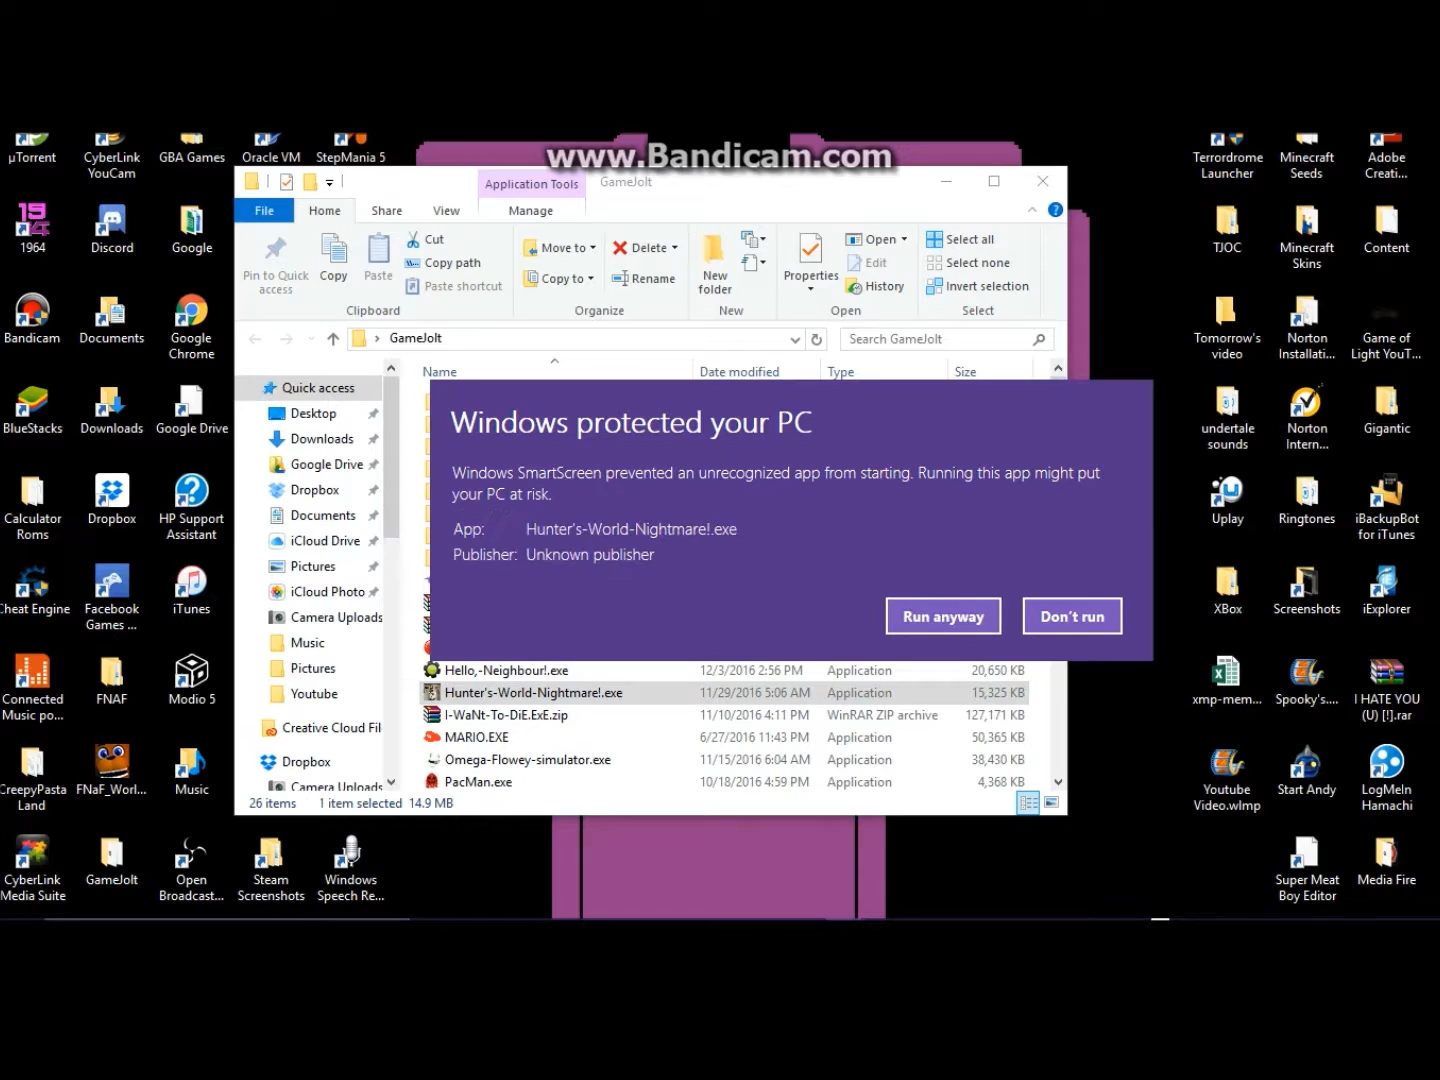 www.Bandicam.com
µTorrent
CyberLink
YouCam
GBA Games
Oracle VM
StepMania 5
1964
Discord
Google
Bandicam
Documents
Google
Chrome
BlueStacks
Downloads
Google Drive
Calculator
Roms
Dropbox
HP Support
Assistant
Cheat Engine
Facebook
Games ...
iTunes
Connected
Music po...
FNAF
Modio 5
CreepyPasta
Land
FNaF_Worl...
Music
CyberLink
Media Suite
GameJolt
Open
Broadcast...
Steam
Screenshots
Windows
Speech Re...
Application Tools
GameJolt
File
Home
Share
View
Manage
Pin to Quick
access
Copy
Paste
Cut
Copy path
Paste shortcut
Clipboard
Move to
Copy to
Delete
Rename
Organize
New
folder
New
Properties
Open
Edit
History
Open
Select all
Select none
Invert selection
Select
GameJolt
Search GameJolt
Name
Date modified
Type
Size
Quick access
Desktop
Downloads
Google Drive
Dropbox
Documents
iCloud Drive
Pictures
iCloud Photo
Camera Uploads
Music
Pictures
Youtube
Creative Cloud Fil
Dropbox
Camera Uploads
Windows protected your PC
Windows SmartScreen prevented an unrecognized app from starting. Running this app might put
your PC at risk.
App: Hunter's-World-Nightmare!.exe
Publisher: Unknown publisher
Run anyway
Don't run
Hello,-Neighbour!.exe 12/3/2016 2:56 PM Application 20,650 KB
Hunter's-World-Nightmare!.exe 11/29/2016 5:06 AM Application 15,325 KB
I-WaNt-To-DiE.ExE.zip 11/10/2016 4:11 PM WinRAR ZIP archive 127,171 KB
MARIO.EXE 6/27/2016 11:43 PM Application 50,365 KB
Omega-Flowey-simulator.exe 11/15/2016 6:04 AM Application 38,430 KB
PacMan.exe 10/18/2016 4:59 PM Application 4,368 KB
26 items 1 item selected 14.9 MB
Terrordrome
Launcher
Minecraft
Seeds
Adobe
Creati...
TJOC
Minecraft
Skins
Content
Tomorrow's
video
Norton
Installati...
Game of
Light YouT...
undertale
sounds
Norton
Intern...
Gigantic
Uplay
Ringtones
iBackupBot
for iTunes
XBox
Screenshots
iExplorer
xmp-mem...
Spooky's....
I HATE YOU
(U) [!].rar
Youtube
Video.wlmp
Start Andy
LogMeIn
Hamachi
Super Meat
Boy Editor
Media Fire